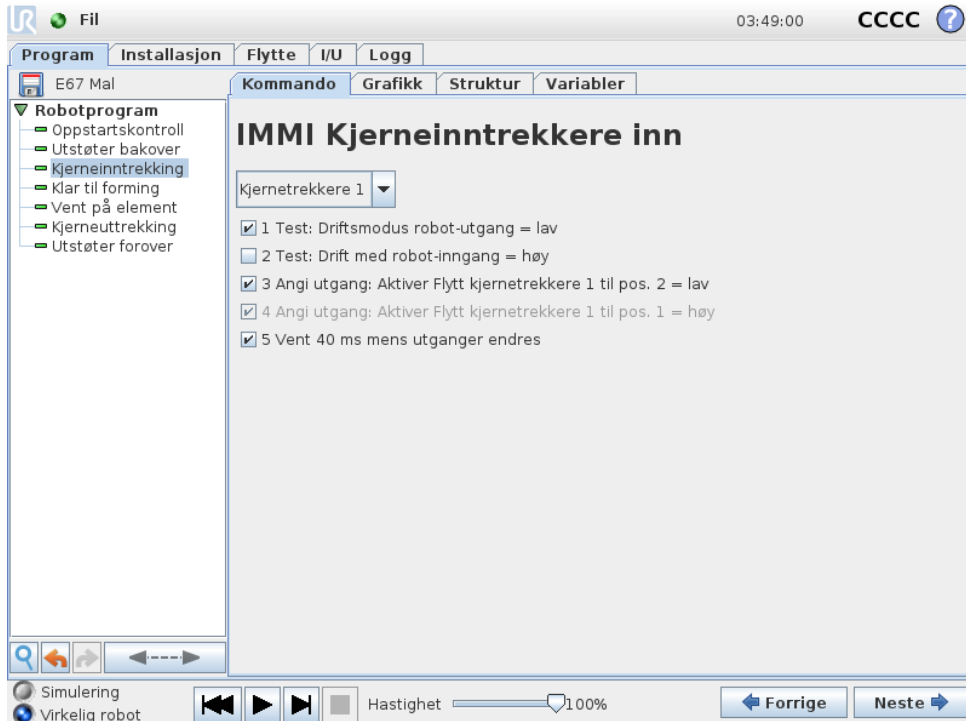 Fil
03:49:00
CCCC
?
Program
Installasjon
Flytte
I/U
Logg
E67 Mal
Kommando
Grafikk
Struktur
Variabler
Robotprogram
Oppstartskontroll
Utstøter bakover
Kjerneinntrekking
Klar til forming
Vent på element
Kjerneuttrekking
Utstøter forover
IMMI Kjerneinntrekkere inn
Kjernetrekkere 1
1 Test: Driftsmodus robot-utgang = lav
2 Test: Drift med robot-inngang = høy
3 Angi utgang: Aktiver Flytt kjernetrekkere 1 til pos. 2 = lav
4 Angi utgang: Aktiver Flytt kjernetrekkere 1 til pos. 1 = høy
5 Vent 40 ms mens utganger endres
Simulering
Virkelig robot
Hastighet
100%
Forrige
Neste